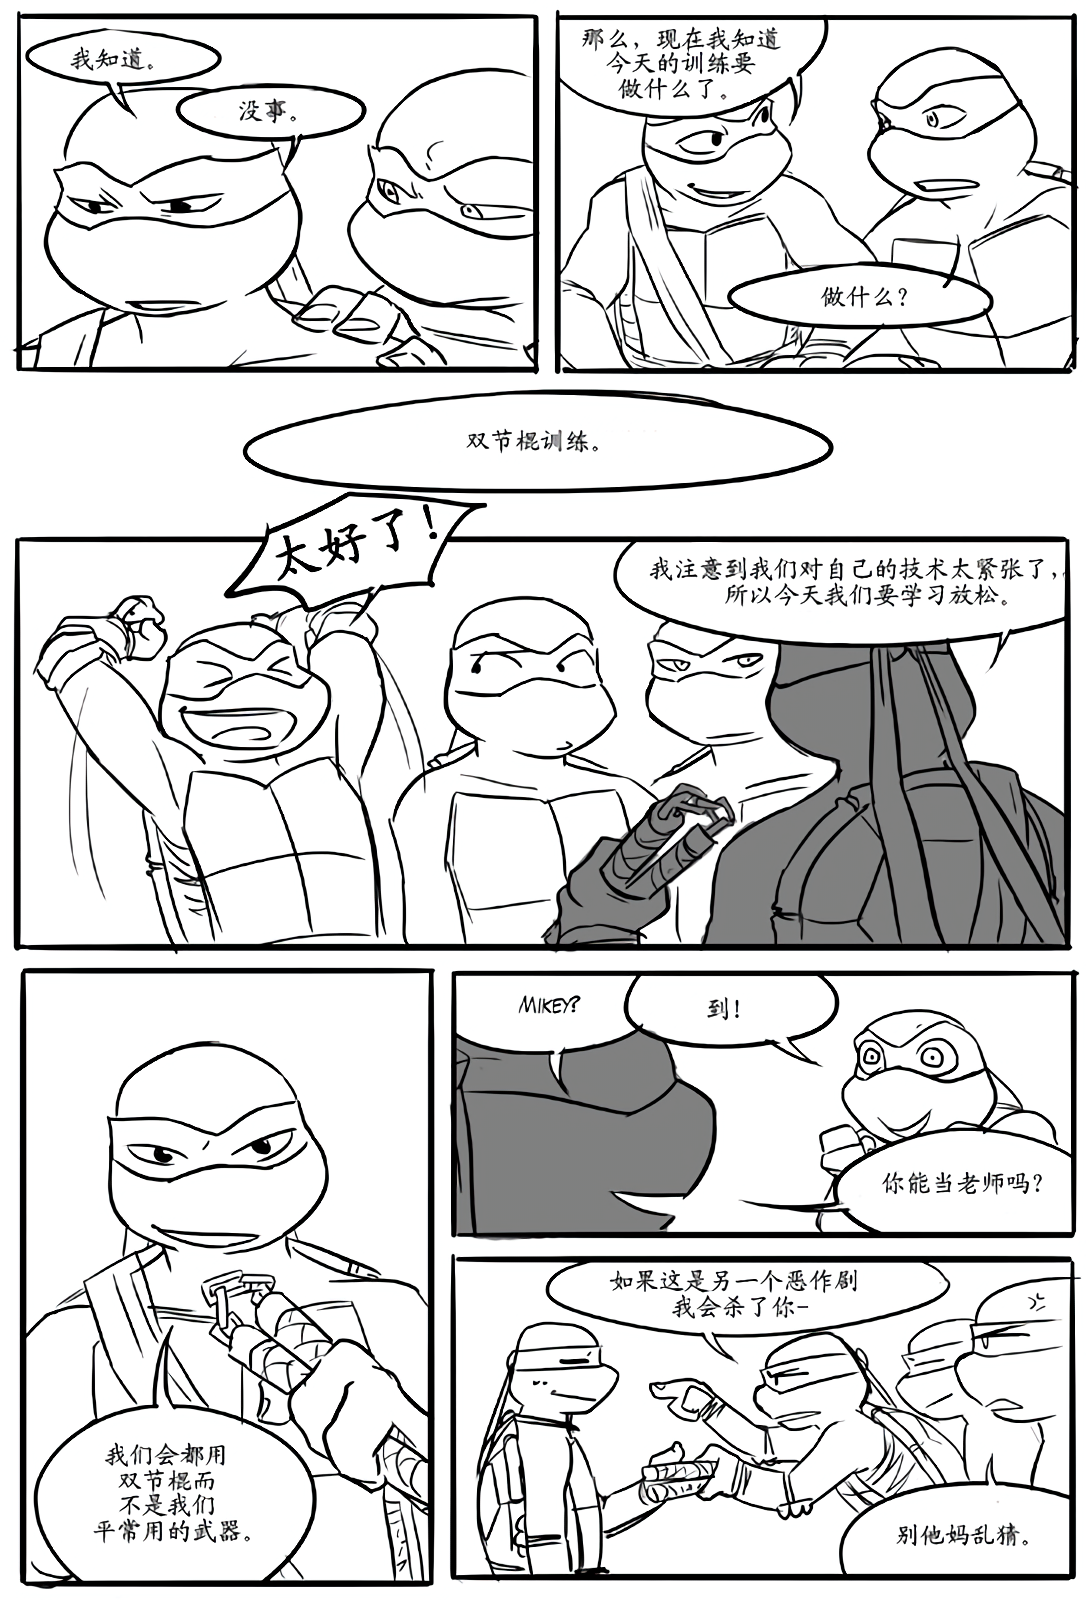 我知道。
没事。
那么，现在我知道
今天的训练要
做什么了。
做什么？
双节棍训练。
太好了！
我注意到我们对自己的技术太紧张了，
所以今天我们要学习放松。
我们会都用
双节棍而
不是我们
平常用的武器。
MIKEY?
到！
你能当老师吗？
如果这是另一个恶作剧
我会杀了你-
别他妈乱猜。